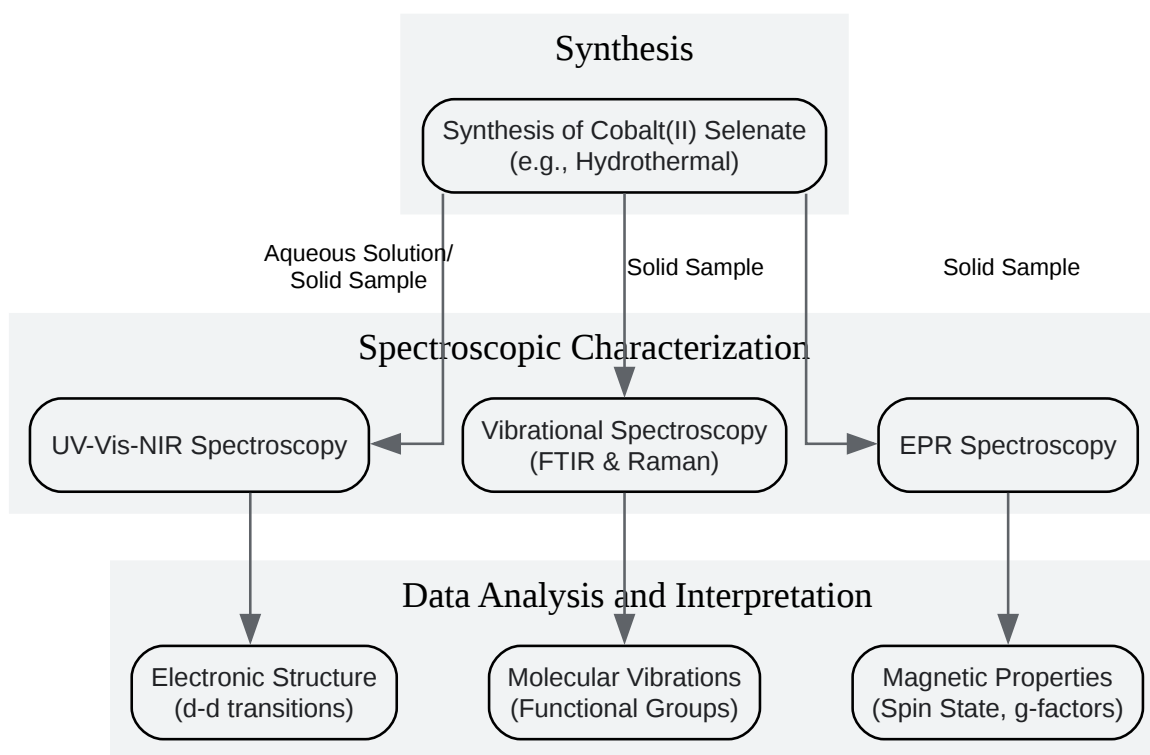 Synthesis
Synthesis of Cobalt(II) Selenate
(e.g., Hydrothermal)
Aqueous Solution/
Solid Sample
Solid Sample
Solid Sample
Spectroscopic Characterization
UV-Vis-NIR Spectroscopy
Vibrational Spectroscopy
(FTIR & Raman)
EPR Spectroscopy
Data Analysis and Interpretation
Electronic Structure
(d-d transitions)
Molecular Vibrations
(Functional Groups)
Magnetic Properties
(Spin State, g-factors)